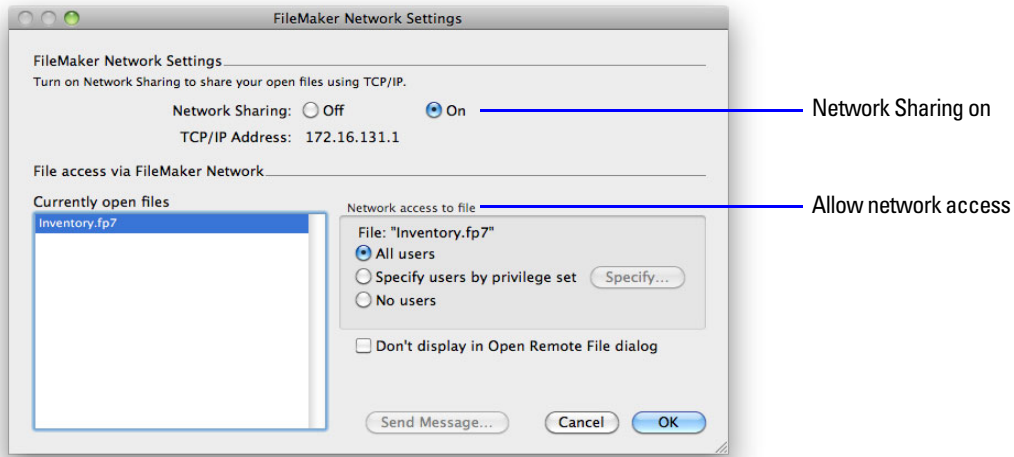 FileMaker Network Settings
FileMaker Network Settings
Turn on Network Sharing to share your open files using TCP/IP.
Network Sharing: Off On
Network Sharing on
TCP/IP Address: 172.16.131.1
File access via FileMaker Network
Currently open files
Inventory.fp7
Network access to file
Allow network access
File: "Inventory.fp7"
All users
Specify users by privilege set Specify...
No users
Don't display in Open Remote File dialog
Send Message... Cancel OK